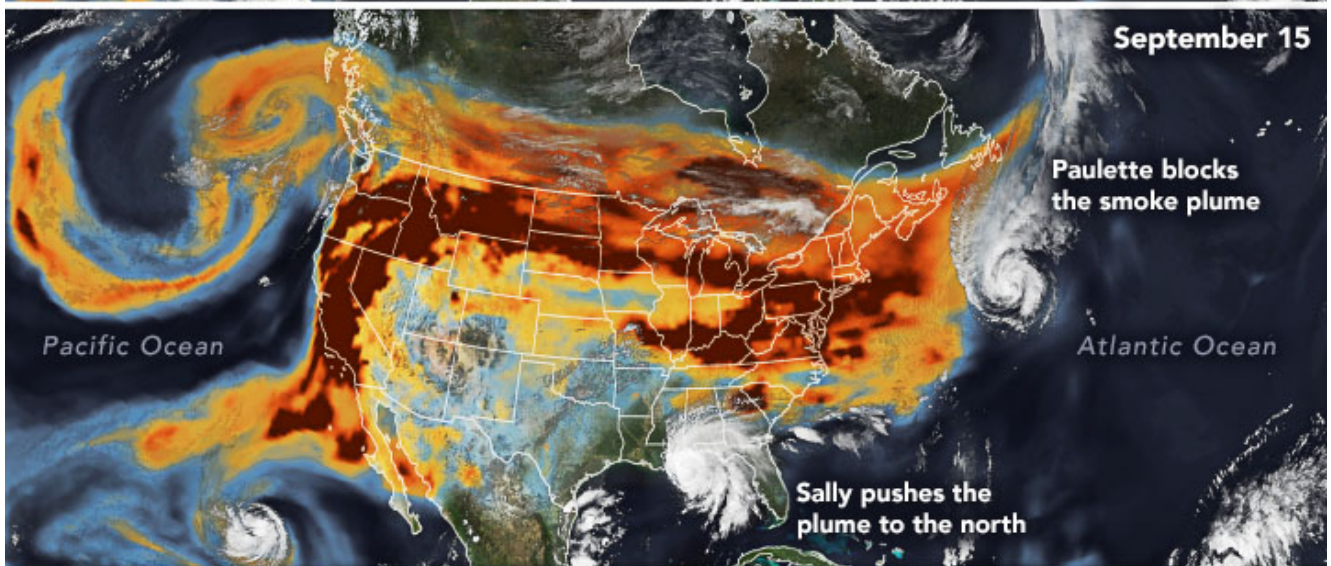 September 15
Paulette blocks
the smoke plume
Pacific Ocean
Atlantic Ocean
Sally pushes the
plume to the north